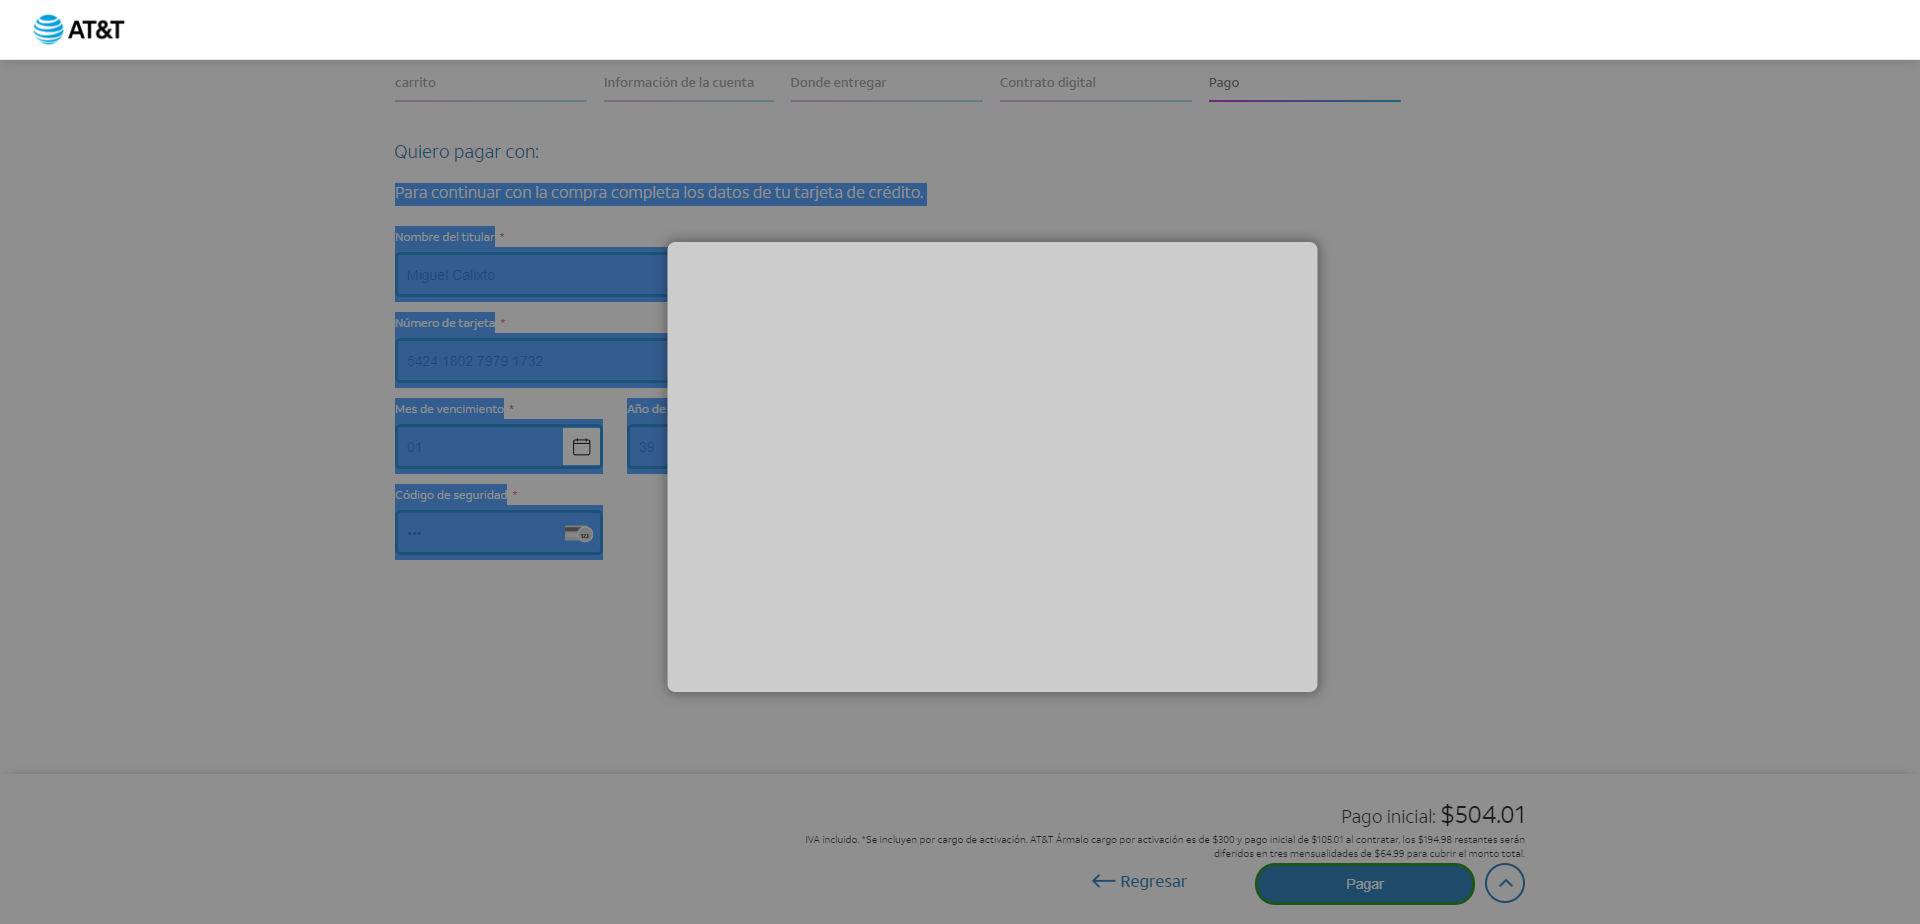 AT&T
carrito Información de la cuenta Donde entregar Contrato digital Pago
Quiero pagar con:
Para continuar con la compra completa los datos de tu tarjeta de crédito.
Nombre del titular *
Miguel Calixto
Número de tarjeta *
5424 1802 7979 1732
Mes de vencimiento * Año de
01 39
Código de seguridad *
***
123
Pago inicial: $504.01
IVA incluido. *Se incluyen por cargo de activación. AT&T Ármalo cargo por activación es de $300 y pago inicial de $105.01 al contratar, los $194.98 restantes serán
diferidos en tres mensualidades de $64.99 para cubrir el monto total.
Regresar Pagar